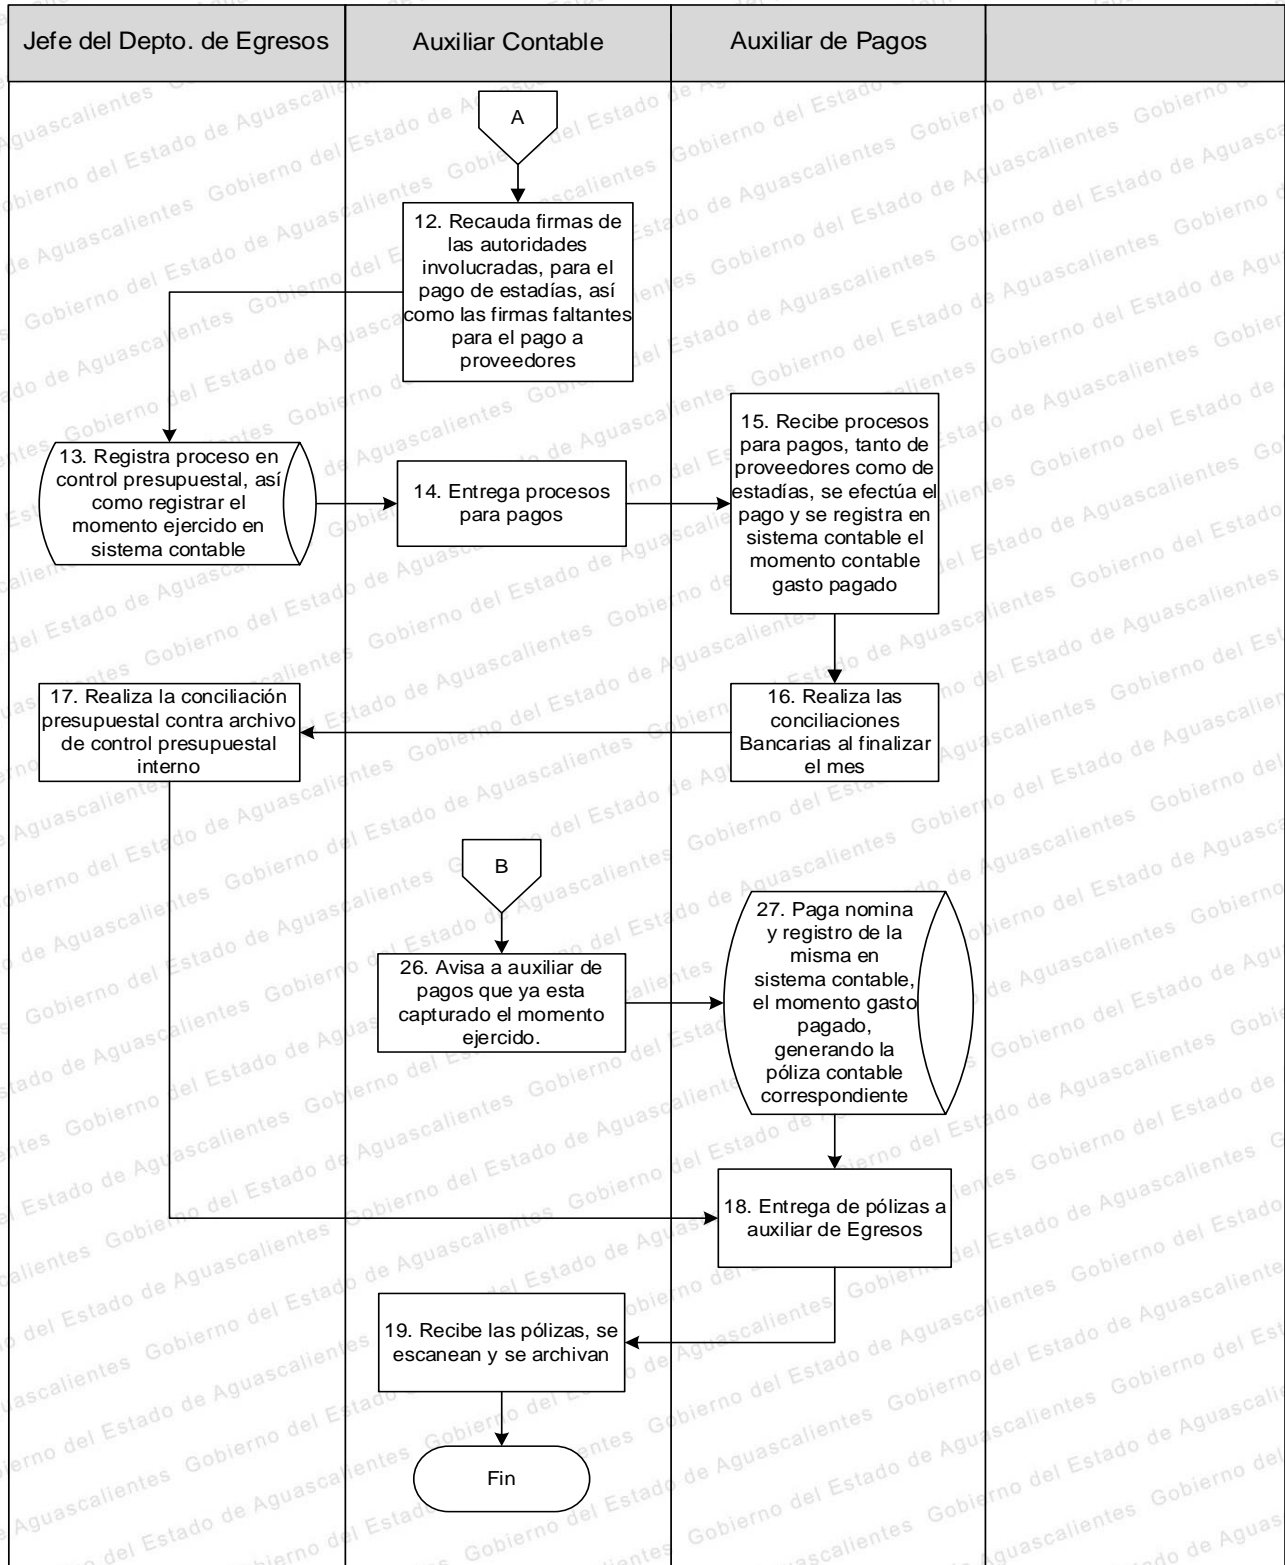 Jefe del Depto. de Egresos
Auxiliar Contable
Auxiliar de Pagos
A
12. Recauda firmas de
las autoridades
involucradas, para el
pago de estadías, así
como las firmas faltantes
para el pago a
proveedores
13. Registra proceso en
control presupuestal, así
como registrar el
momento ejercido en
sistema contable
14. Entrega procesos
para pagos
15. Recibe procesos
para pagos, tanto de
proveedores como de
estadías, se efectúa el
pago y se registra en
sistema contable el
momento contable
gasto pagado
16. Realiza las
conciliaciones
Bancarias al finalizar
el mes
17. Realiza la conciliación
presupuestal contra archivo
de control presupuestal
interno
B
26. Avisa a auxiliar de
pagos que ya esta
capturado el momento
ejercido.
27. Paga nomina
y registro de la
misma en
sistema contable,
el momento gasto
pagado,
generando la
póliza contable
correspondiente
18. Entrega de pólizas a
auxiliar de Egresos
19. Recibe las pólizas, se
escanean y se archivan
Fin
Gobierno del Estado de Aguascalientes